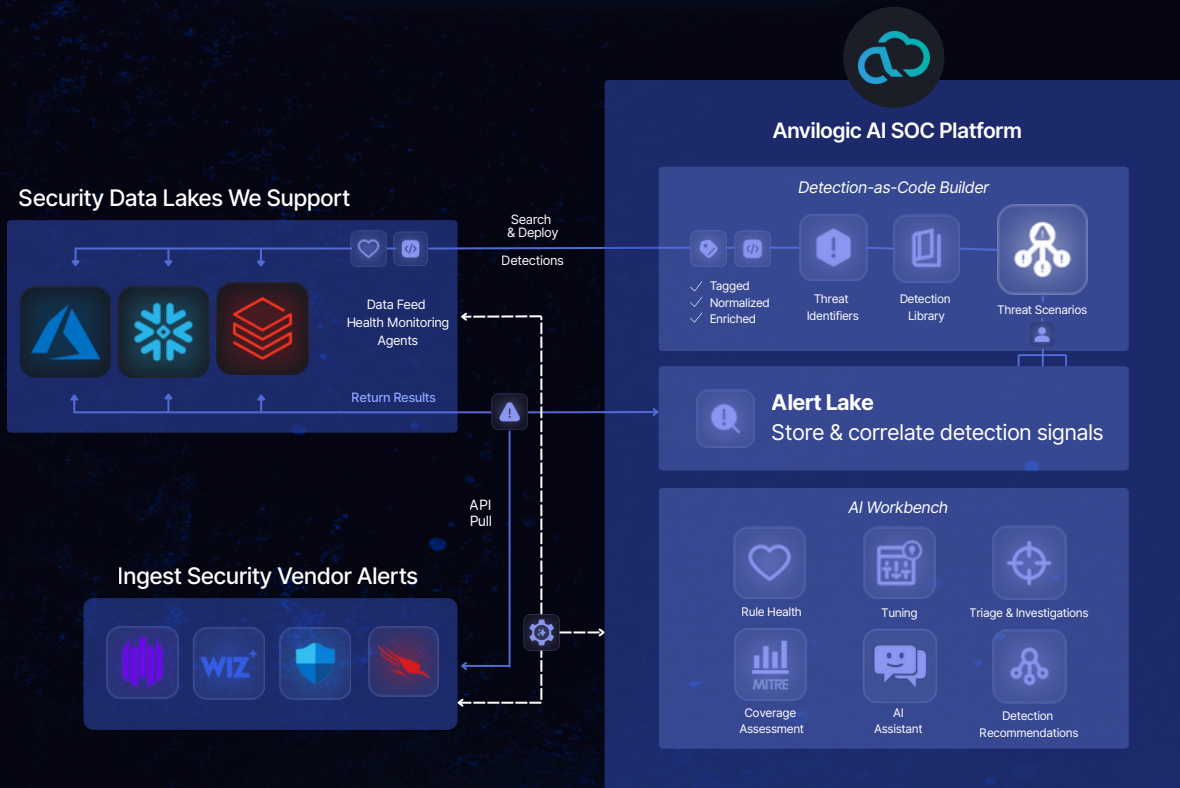 Anvilogic AI SOC Platform
Security Data Lakes We Support
Data Feed
Health Monitoring
Agents
Return Results
Search
& Deploy
Detections
Detection-as-Code Builder
Tagged
Normalized
Enriched
Threat
Identifiers
Detection
Library
Threat Scenarios
Alert Lake
Store & correlate detection signals
API
Pull
Ingest Security Vendor Alerts
WIZ
AI Workbench
Rule Health
Tuning
Triage & Investigations
MITRE
Coverage
Assessment
AI
Assistant
Detection
Recommendations